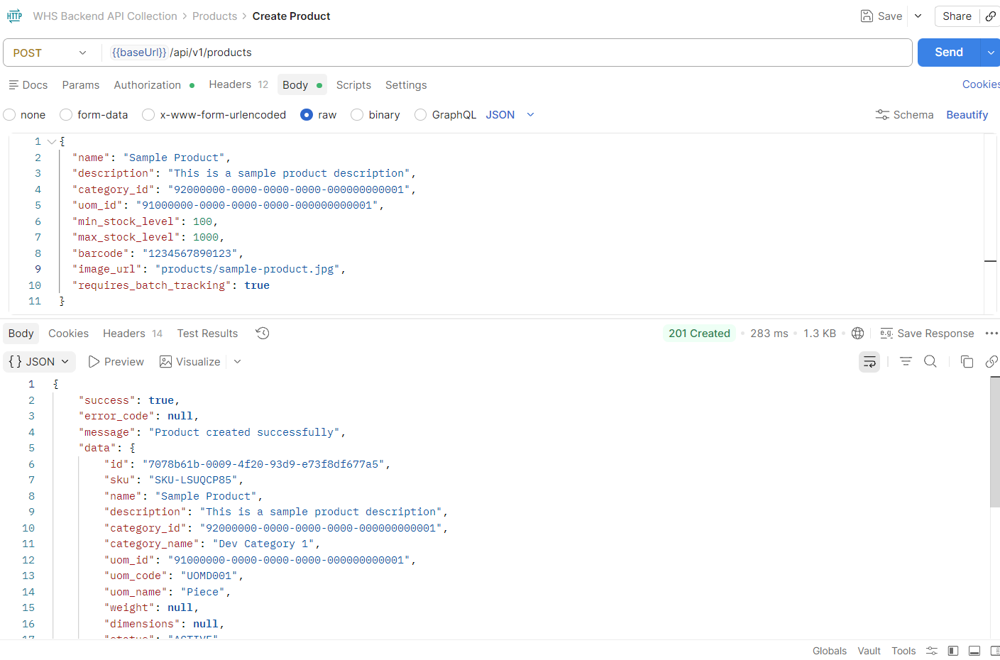 HTTP WHS Backend API Collection > Products > Create Product Save Share
POST {{baseUrl}} /api/v1/products Send
Docs Params Authorization Headers 12 Body Scripts Settings Cookies
none form-data x-www-form-urlencoded raw binary GraphQL JSON Schema Beautify
1 {
2 "name": "Sample Product",
3 "description": "This is a sample product description",
4 "category_id": "92000000-0000-0000-0000-000000000001",
5 "uom_id": "91000000-0000-0000-0000-000000000001",
6 "min_stock_level": 100,
7 "max_stock_level": 1000,
8 "barcode": "1234567890123",
9 "image_url": "products/sample-product.jpg",
10 "requires_batch_tracking": true
11 }
Body Cookies Headers 14 Test Results 201 Created 283 ms 1.3 KB e.g. Save Response
{} JSON Preview Visualize
1 {
2 "success": true,
3 "error_code": null,
4 "message": "Product created successfully",
5 "data": {
6 "id": "7078b61b-0009-4f20-93d9-e73f8df677a5",
7 "sku": "SKU-LSUQCP85",
8 "name": "Sample Product",
9 "description": "This is a sample product description",
10 "category_id": "92000000-0000-0000-0000-000000000001",
11 "category_name": "Dev Category 1",
12 "uom_id": "91000000-0000-0000-0000-000000000001",
13 "uom_code": "UOMD001",
14 "uom_name": "Piece",
15 "weight": null,
16 "dimensions": null,
17 "status": "ACTIVE"
Globals Vault Tools